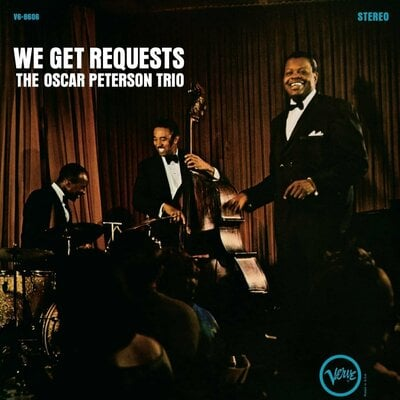 V6-8606
STEREO
WE GET REQUESTS
THE OSCAR PETERSON TRIO
Verve